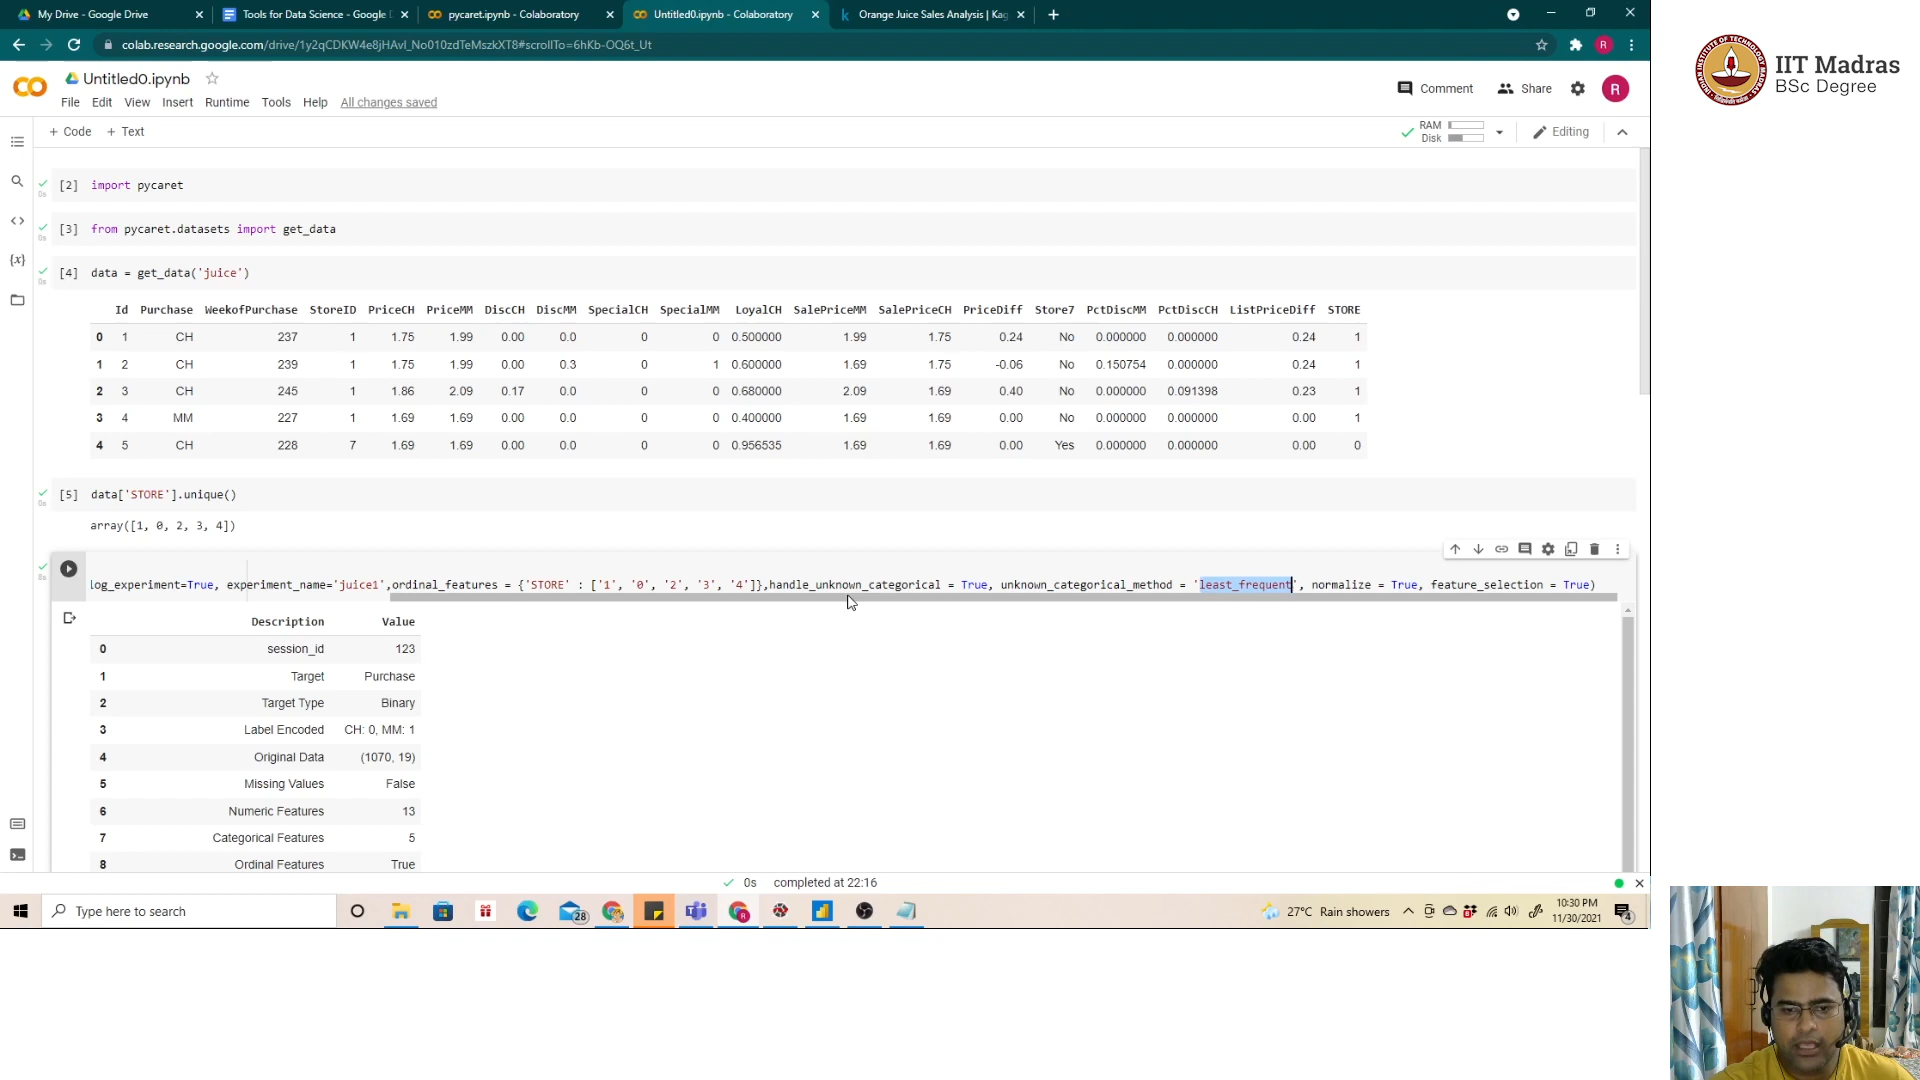 My Drive - Google Drive
Tools for Data Science - Google
pycaret.ipynb - Colaboratory
Untitled0.ipynb - Colaboratory
Orange Juice Sales Analysis | Kag
colab.research.google.com/drive/1y2qCDKW4e8jHAvI_No010zdTeMszkXT8#scrollTo=6hKb-OQ6t_Ut
IIT Madras
BSc Degree
Untitled0.ipynb
File Edit View Insert Runtime Tools Help All changes saved
Comment Share R
+ Code + Text
RAM
Disk
Editing
[2] import pycaret
0s
[3] from pycaret.datasets import get_data
0s
[4] data = get_data('juice')
0s
Id Purchase WeekofPurchase StoreID PriceCH PriceMM DiscCH DiscMM SpecialCH SpecialMM LoyalCH SalePriceMM SalePriceCH PriceDiff Store7 PctDiscMM PctDiscCH ListPriceDiff STORE
0 1 CH 237 1 1.75 1.99 0.00 0.0 0 0 0.500000 1.99 1.75 0.24 No 0.000000 0.000000 0.24 1
1 2 CH 239 1 1.75 1.99 0.00 0.3 0 1 0.600000 1.69 1.75 -0.06 No 0.150754 0.000000 0.24 1
2 3 CH 245 1 1.86 2.09 0.17 0.0 0 0 0.680000 2.09 1.69 0.40 No 0.000000 0.091398 0.23 1
3 4 MM 227 1 1.69 1.69 0.00 0.0 0 0 0.400000 1.69 1.69 0.00 No 0.000000 0.000000 0.00 1
4 5 CH 228 7 1.69 1.69 0.00 0.0 0 0 0.956535 1.69 1.69 0.00 Yes 0.000000 0.000000 0.00 0
[5] data['STORE'].unique()
0s
array([1, 0, 2, 3, 4])
log_experiment=True, experiment_name='juice1',ordinal_features = {'STORE' : ['1', '0', '2', '3', '4']},handle_unknown_categorical = True, unknown_categorical_method = 'least_frequent', normalize = True, feature_selection = True)
Description Value
0 session_id 123
1 Target Purchase
2 Target Type Binary
3 Label Encoded CH: 0, MM: 1
4 Original Data (1070, 19)
5 Missing Values False
6 Numeric Features 13
7 Categorical Features 5
8 Ordinal Features True
0s completed at 22:16
Type here to search
28
27°C Rain showers
10:30 PM
11/30/2021
4